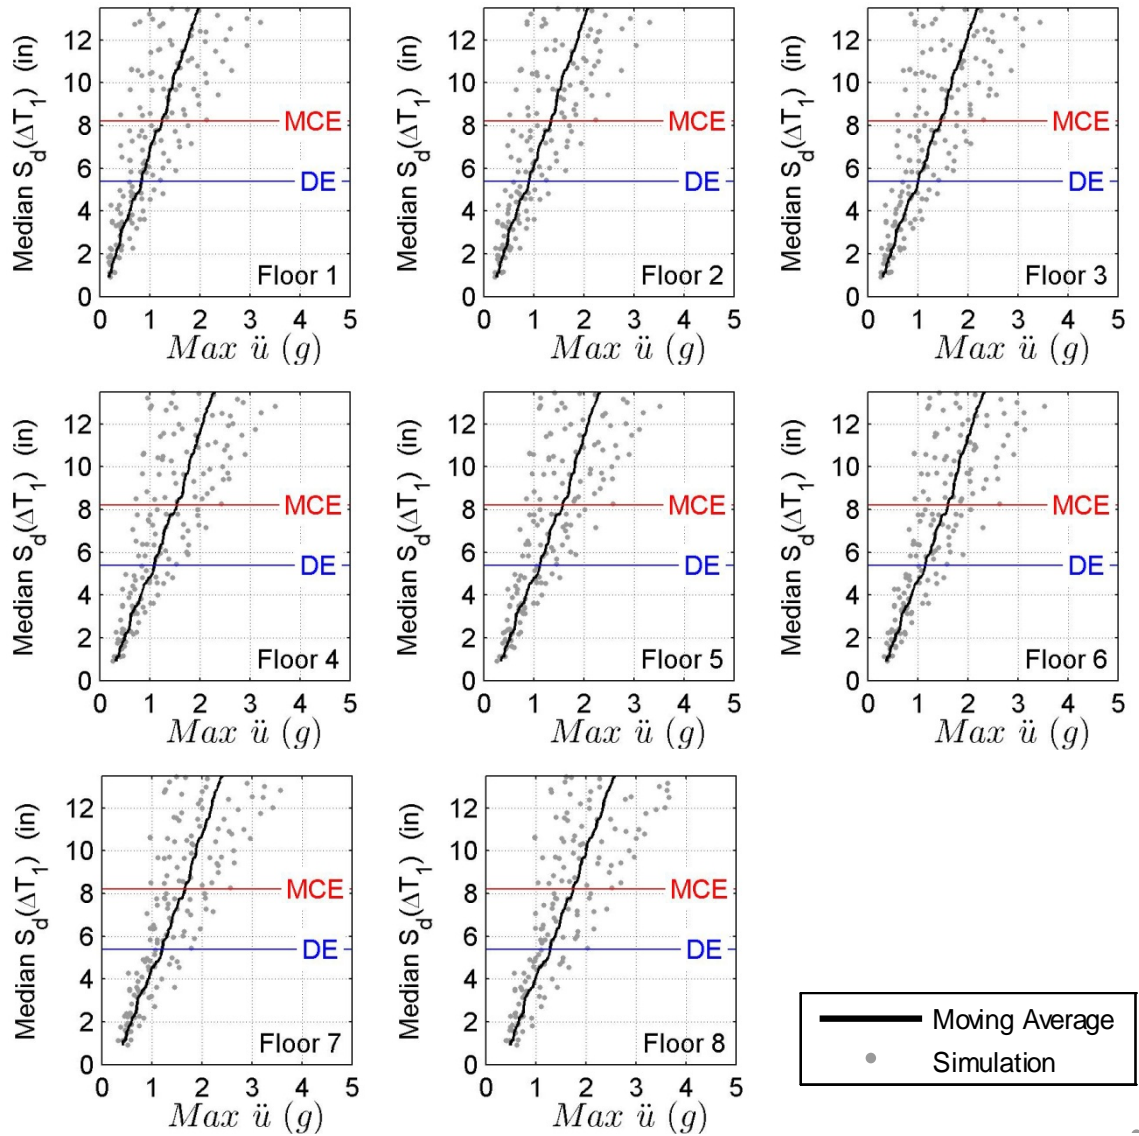 Median S_d(ΔT_1) (in)
12
10
8
6
4
2
0
MCE
DE
Floor 1
0 1 2 3 4 5
Max ü (g)
Median S_d(ΔT_1) (in)
12
10
8
6
4
2
0
MCE
DE
Floor 2
0 1 2 3 4 5
Max ü (g)
Median S_d(ΔT_1) (in)
12
10
8
6
4
2
0
MCE
DE
Floor 3
0 1 2 3 4 5
Max ü (g)
Median S_d(ΔT_1) (in)
12
10
8
6
4
2
0
MCE
DE
Floor 4
0 1 2 3 4 5
Max ü (g)
Median S_d(ΔT_1) (in)
12
10
8
6
4
2
0
MCE
DE
Floor 5
0 1 2 3 4 5
Max ü (g)
Median S_d(ΔT_1) (in)
12
10
8
6
4
2
0
MCE
DE
Floor 6
0 1 2 3 4 5
Max ü (g)
Median S_d(ΔT_1) (in)
12
10
8
6
4
2
0
MCE
DE
Floor 7
0 1 2 3 4 5
Max ü (g)
Median S_d(ΔT_1) (in)
12
10
8
6
4
2
0
MCE
DE
Floor 8
0 1 2 3 4 5
Max ü (g)
Moving Average
Simulation